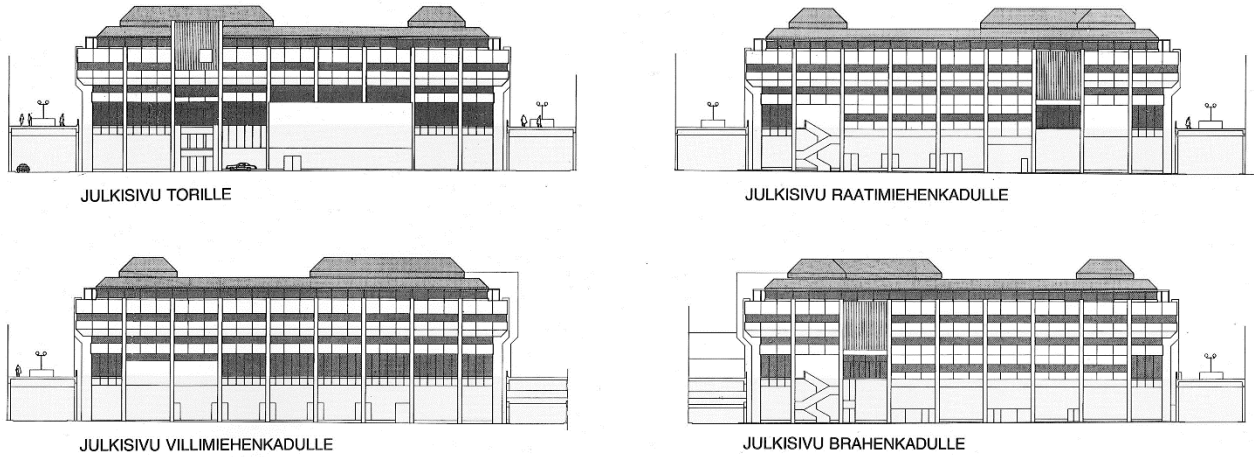 JULKISIVU TORILLE
JULKISIVU RAATIMIEHENKADULLE
JULKISIVU VILLIMIEHENKADULLE
JULKISIVU BRAHENKADULLE